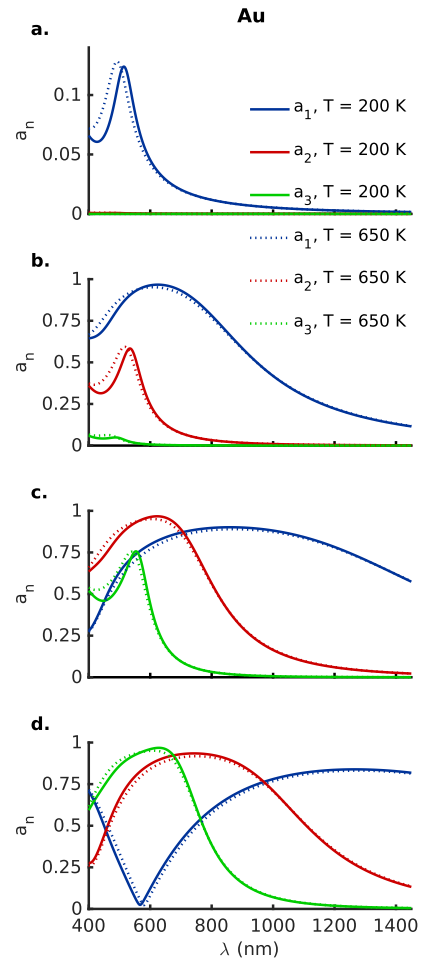 Au
a.
0.1
0.05
0
a_n
a_1, T = 200 K
a_2, T = 200 K
a_3, T = 200 K
a_1, T = 650 K
a_2, T = 650 K
a_3, T = 650 K
b.
1
0.75
0.5
0.25
0
a_n
c.
1
0.75
0.5
0.25
0
a_n
d.
1
0.75
0.5
0.25
0
a_n
400 600 800 1000 1200 1400
λ (nm)